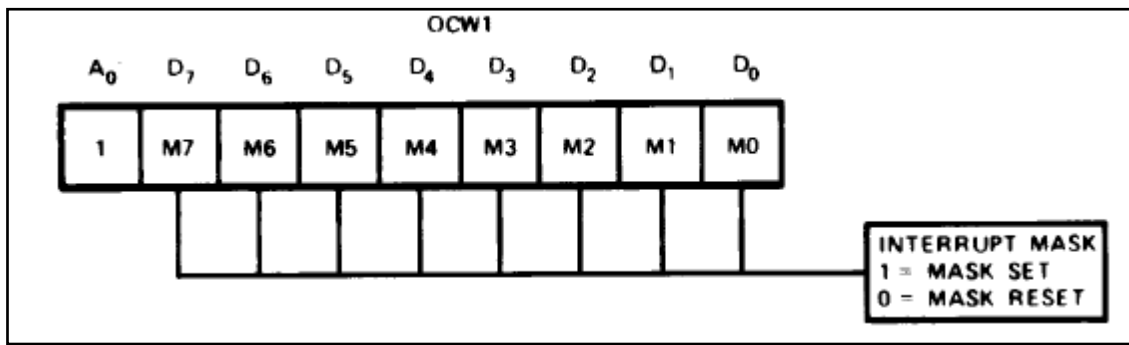 OCW1
A0 D7 D6 D5 D4 D3 D2 D1 D0
1 M7 M6 M5 M4 M3 M2 M1 M0
INTERRUPT MASK
1 = MASK SET
0 = MASK RESET